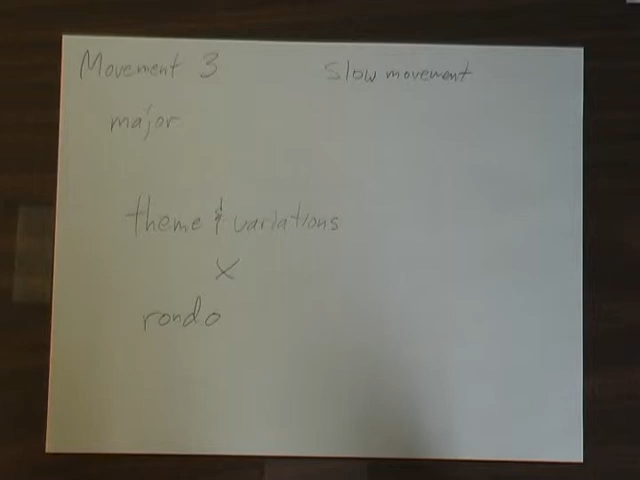 Movement 3 Slow movement
major
theme & variations
x
rondo